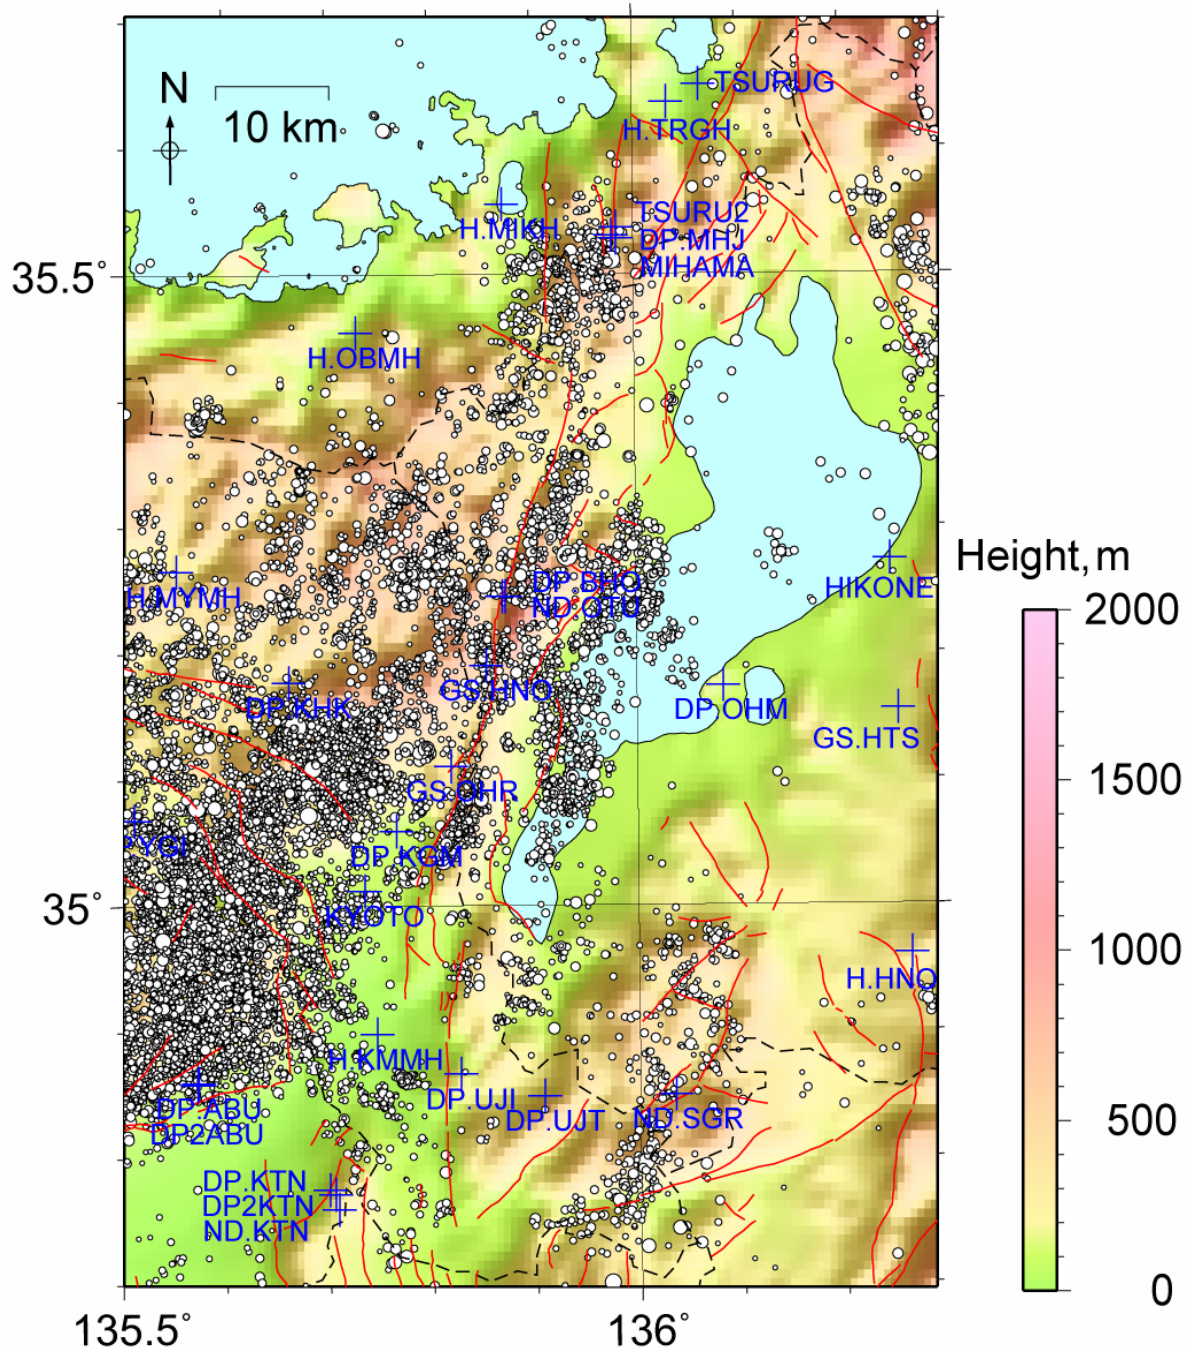 N
10 km
TSURUG
H.TRGH
H.MIKH
TSURU2
DP.MHJ
MIHAMA
35.5°
H.OBMH
Height, m
2000
1500
1000
500
0
HIKONE
DP.BHO
ND.OTU
H.MYMH
GS.HNO
DP.KHK
DP.OHM
GS.HTS
GS.OHR
DP.KGM
KYOTO
35°
H.HNO
H.KMMH
DP.UJI
DP.UJT
ND.SGR
DP.ABU
DP2ABU
DP.KTN
DP2KTN
ND.KTN
135.5°
136°